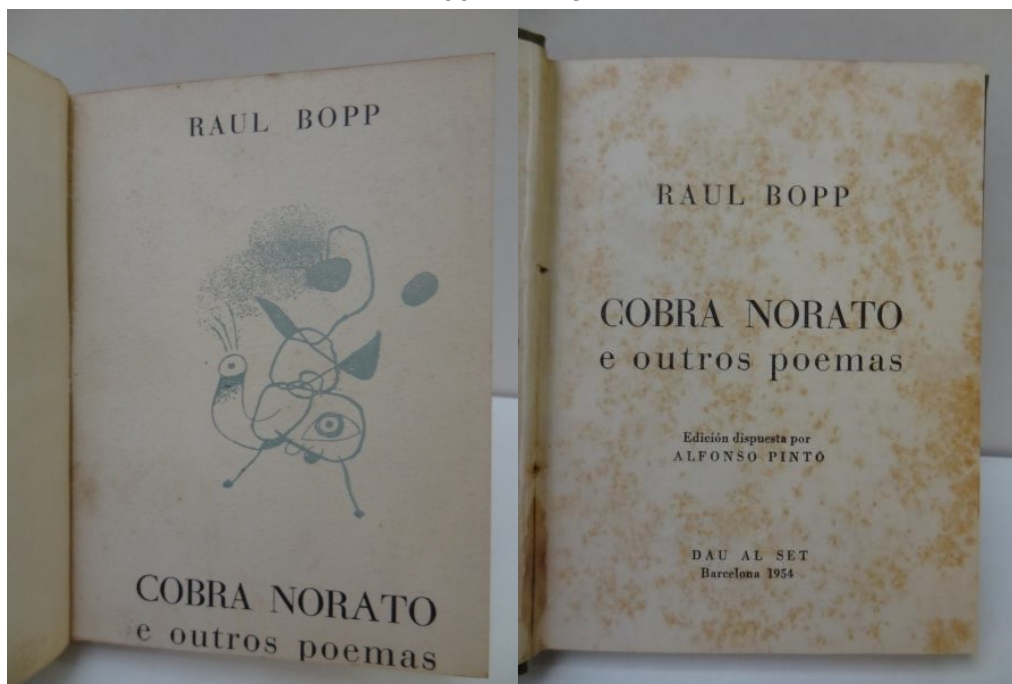 RAUL BOPP
COBRA NORATO
e outros poemas
RAUL BOPP
COBRA NORATO
e outros poemas
Edición dispuesta por
ALFONSO PINTÓ
DAU AL SET
Barcelona 1954